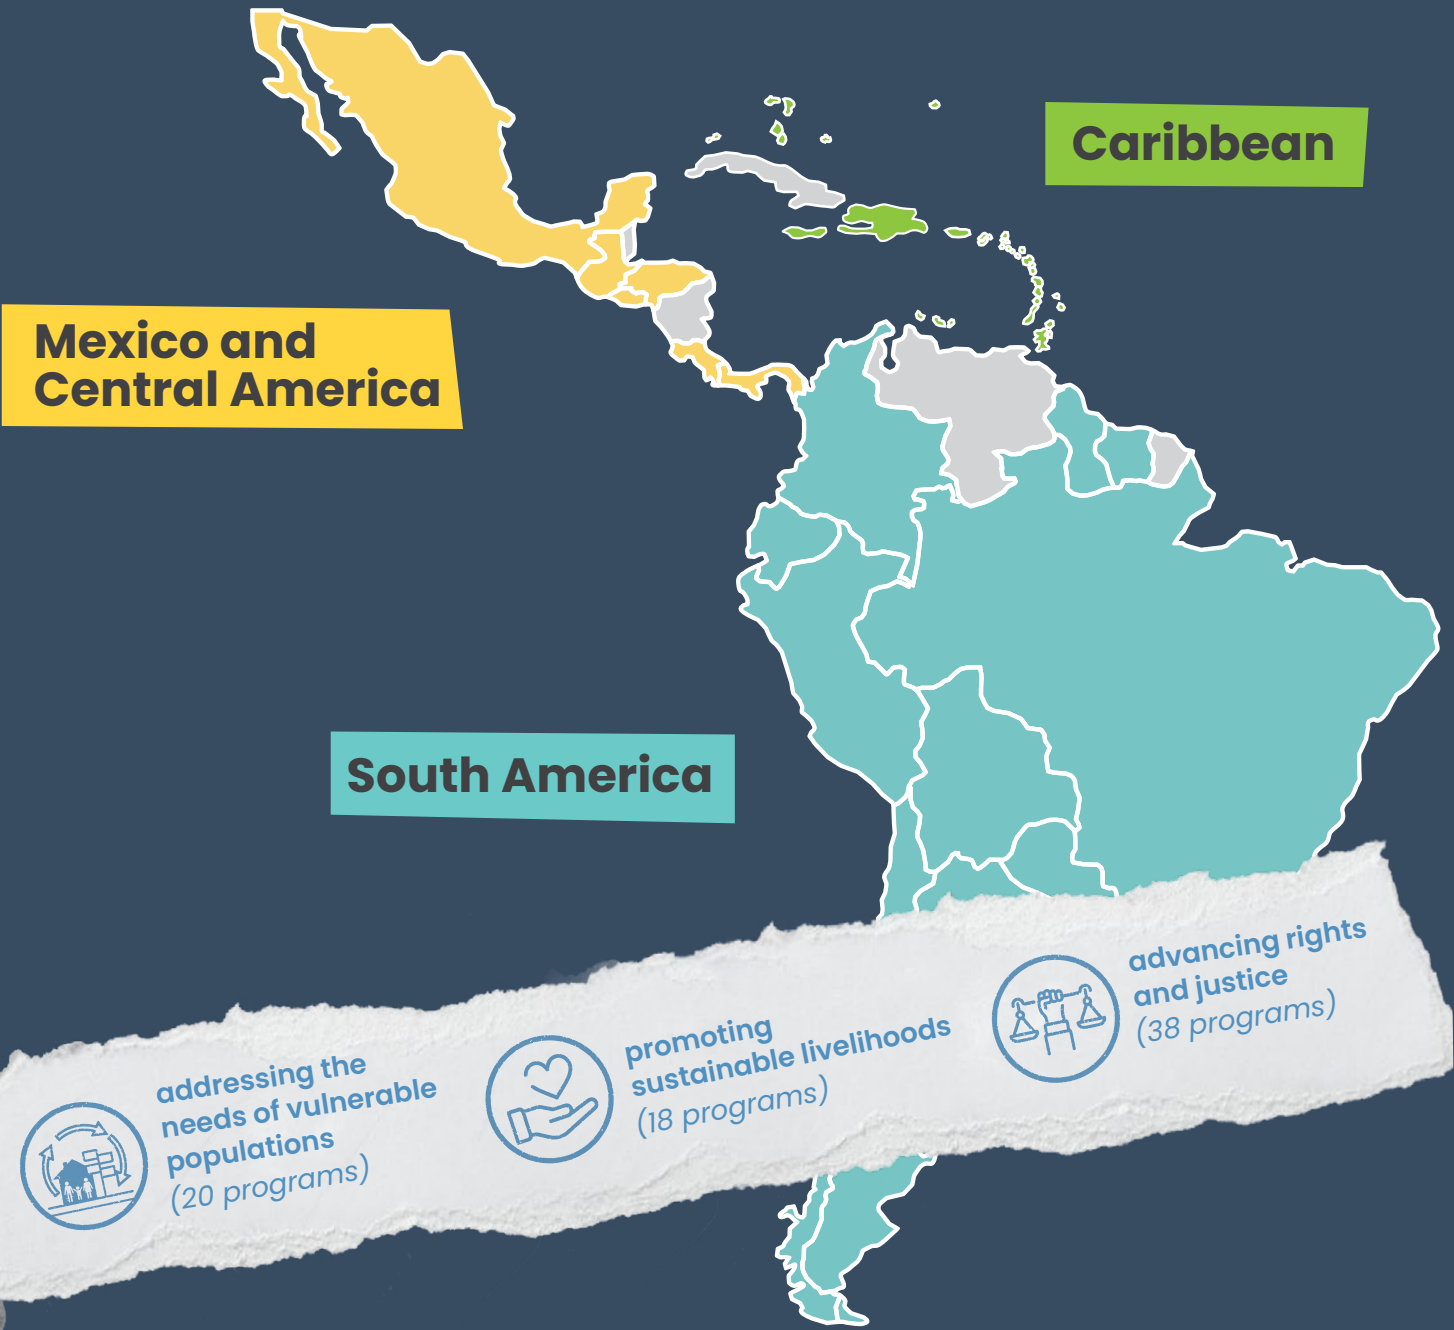 Caribbean
Mexico and
Central America
South America
addressing the
needs of vulnerable
populations
(20 programs)
promoting
sustainable livelihoods
(18 programs)
advancing rights
and justice
(38 programs)